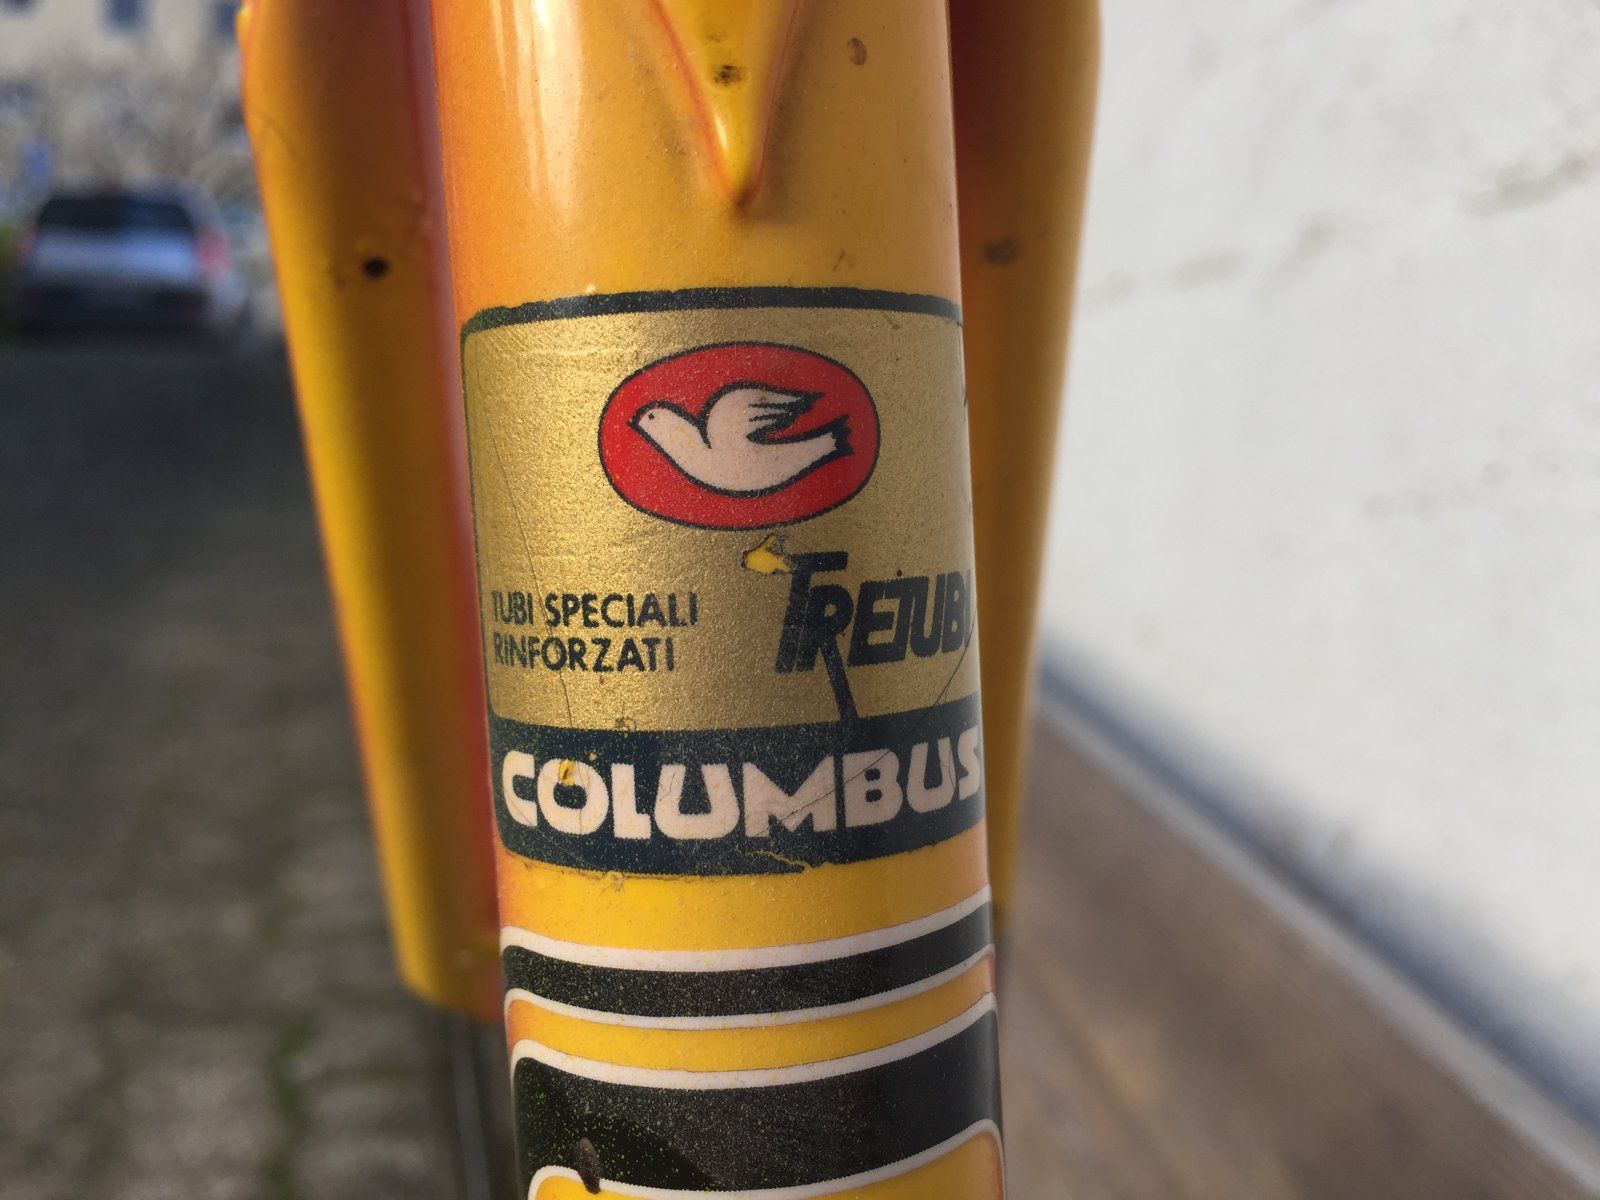 TUBI SPECIALI
RINFORZATI
TRETUBI
COLUMBUS